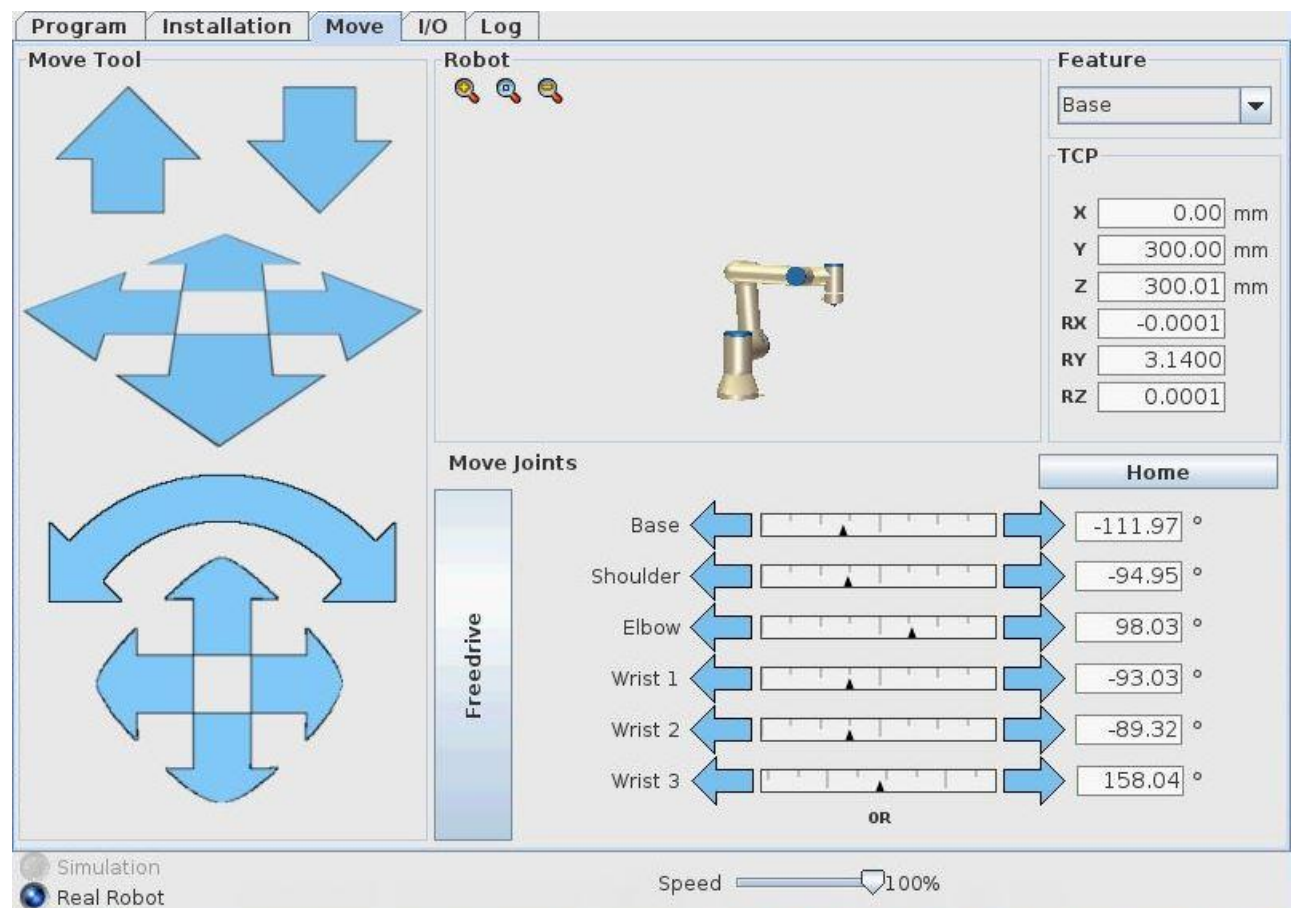 Program Installation Move I/O Log
Move Tool
Robot
Feature
Base
TCP
X 0.00 mm
Y 300.00 mm
Z 300.01 mm
RX -0.0001
RY 3.1400
RZ 0.0001
Move Joints
Home
Freedrive
Base -111.97 °
Shoulder -94.95 °
Elbow 98.03 °
Wrist 1 -93.03 °
Wrist 2 -89.32 °
Wrist 3 158.04 °
0R
Simulation
Real Robot
Speed 100%